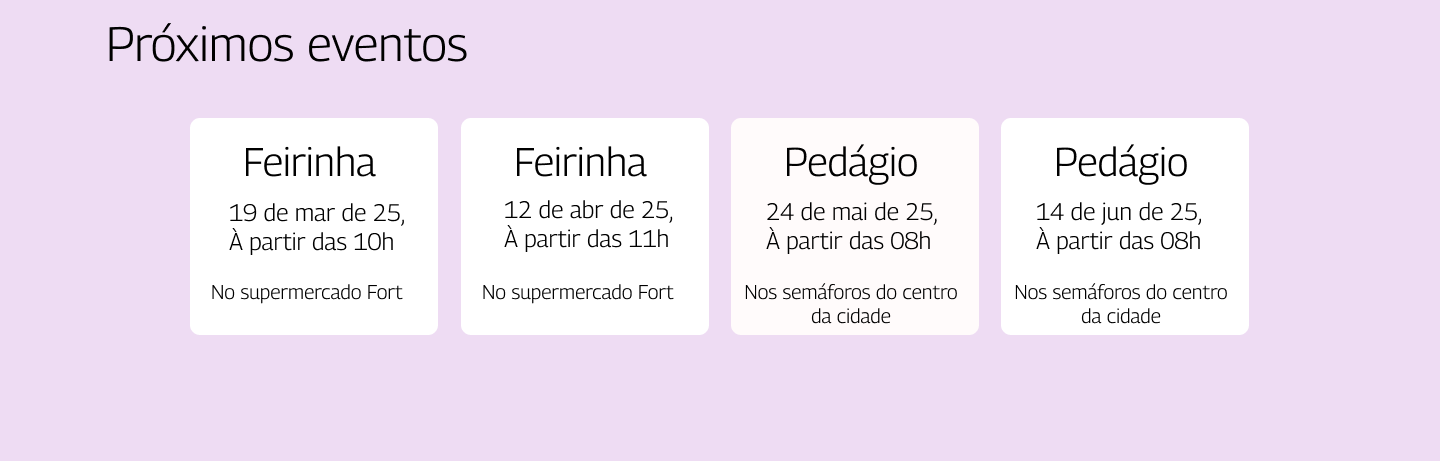 Próximos eventos
Feirinha
19 de mar de 25,
À partir das 10h
No supermercado Fort
Feirinha
12 de abr de 25,
À partir das 11h
No supermercado Fort
Pedágio
24 de mai de 25,
À partir das 08h
Nos semáforos do centro
da cidade
Pedágio
14 de jun de 25,
À partir das 08h
Nos semáforos do centro
da cidade